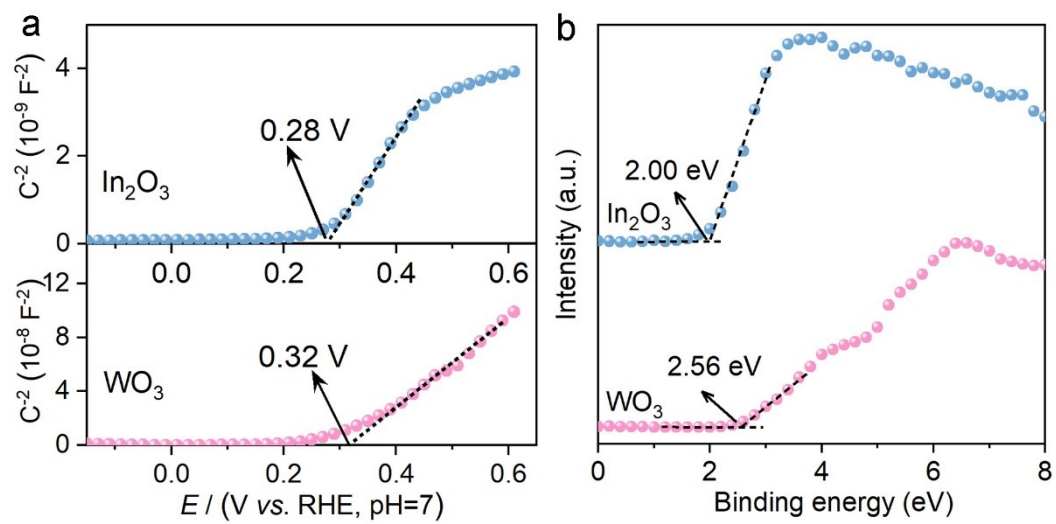 a
C⁻² (10⁻⁹ F⁻²)
4
2
0
0.28 V
In₂O₃
0.0 0.2 0.4 0.6
C⁻² (10⁻⁸ F⁻²)
12
8
4
0
0.32 V
WO₃
0.0 0.2 0.4 0.6
E / (V vs. RHE, pH=7)
b
Intensity (a.u.)
2.00 eV
In₂O₃
2.56 eV
WO₃
0 2 4 6 8
Binding energy (eV)